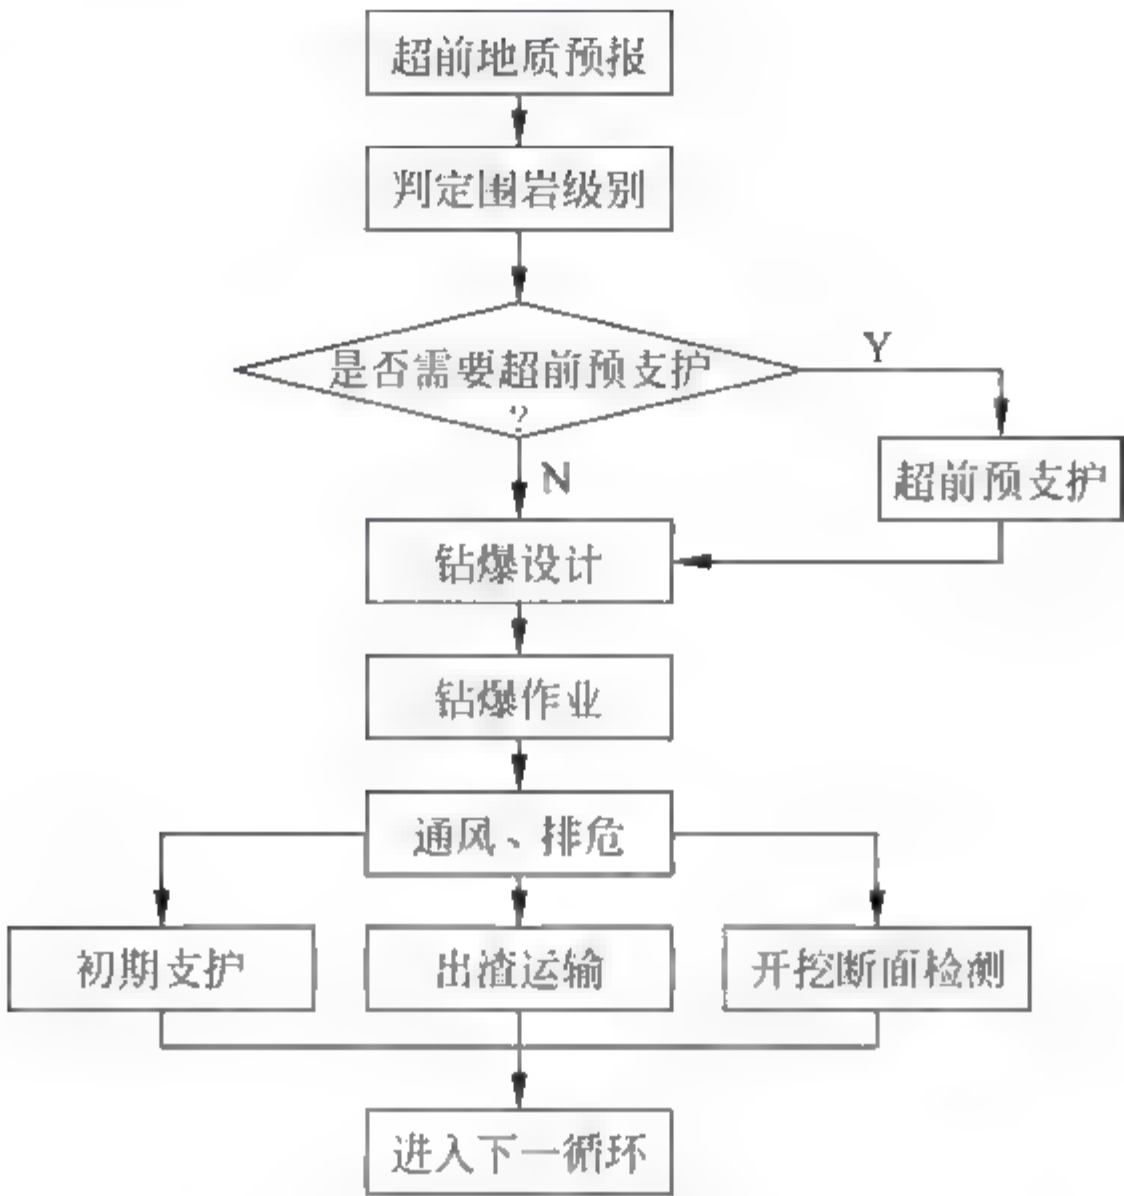 超前地质预报
判定围岩级别
是否需要超前预支护
?
Y
N
超前预支护
钻爆设计
钻爆作业
通风、排危
初期支护
出渣运输
开挖断面检测
进入下一循环